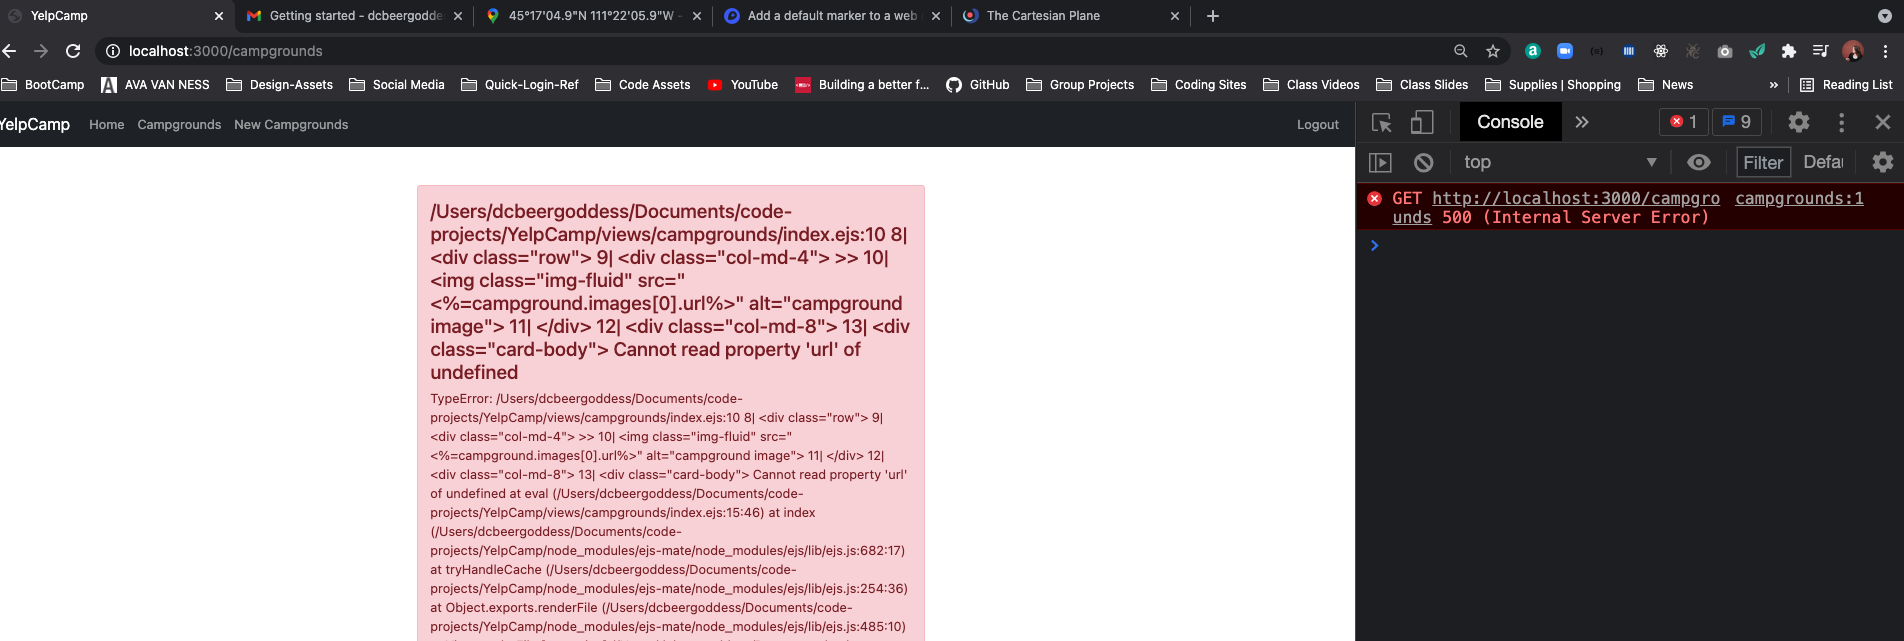 YelpCamp
Getting started - dcbeergodde
45°17'04.9"N 111°22'05.9"W -
Add a default marker to a web
The Cartesian Plane
localhost:3000/campgrounds
BootCamp
AVA VAN NESS
Design-Assets
Social Media
Quick-Login-Ref
Code Assets
YouTube
Building a better f...
GitHub
Group Projects
Coding Sites
Class Videos
Class Slides
Supplies | Shopping
News
»
Reading List
YelpCamp Home Campgrounds New Campgrounds Logout
/Users/dcbeergoddess/Documents/code-
projects/YelpCamp/views/campgrounds/index.ejs:10 8|
<div class="row"> 9| <div class="col-md-4"> >> 10|
<img class="img-fluid" src="
<%=campground.images[0].url%>" alt="campground
image"> 11| </div> 12| <div class="col-md-8"> 13| <div
class="card-body"> Cannot read property 'url' of
undefined
TypeError: /Users/dcbeergoddess/Documents/code-
projects/YelpCamp/views/campgrounds/index.ejs:10 8| <div class="row"> 9|
<div class="col-md-4"> >> 10| <img class="img-fluid" src="
<%=campground.images[0].url%>" alt="campground image"> 11| </div> 12|
<div class="col-md-8"> 13| <div class="card-body"> Cannot read property 'url'
of undefined at eval (/Users/dcbeergoddess/Documents/code-
projects/YelpCamp/views/campgrounds/index.ejs:15:46) at index
(/Users/dcbeergoddess/Documents/code-
projects/YelpCamp/node_modules/ejs-mate/node_modules/ejs/lib/ejs.js:682:17)
at tryHandleCache (/Users/dcbeergoddess/Documents/code-
projects/YelpCamp/node_modules/ejs-mate/node_modules/ejs/lib/ejs.js:254:36)
at Object.exports.renderFile (/Users/dcbeergoddess/Documents/code-
projects/YelpCamp/node_modules/ejs-mate/node_modules/ejs/lib/ejs.js:485:10)
Console » 1 9
top Filter Defau
GET http://localhost:3000/campgro campgrounds:1
unds 500 (Internal Server Error)